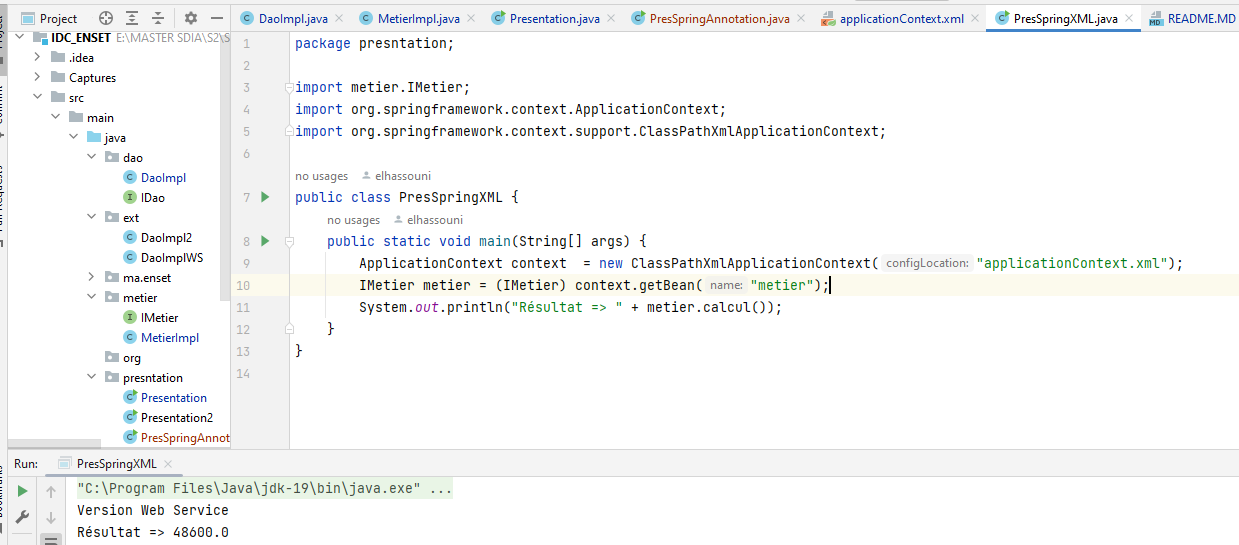 Project
DaoImpl.java
MetierImpl.java
Presentation.java
PresSpringAnnotation.java
applicationContext.xml
PresSpringXML.java
README.MD
IDC_ENSET E:\MASTER SDIA\S2\S
.idea
Captures
src
main
java
dao
DaoImpl
IDao
ext
DaoImpl2
DaoImplWS
ma.enset
metier
IMetier
MetierImpl
org
presntation
Presentation
Presentation2
PresSpringAnnot
1 package presntation;
2
3 import metier.IMetier;
4 import org.springframework.context.ApplicationContext;
5 import org.springframework.context.support.ClassPathXmlApplicationContext;
6
no usages elhassouni
7 public class PresSpringXML {
no usages elhassouni
8 public static void main(String[] args) {
9 ApplicationContext context  = new ClassPathXmlApplicationContext( configLocation: "applicationContext.xml");
10 IMetier metier = (IMetier) context.getBean( name: "metier");
11 System.out.println("Résultat => " + metier.calcul());
12 }
13 }
14
Run: PresSpringXML
"C:\Program Files\Java\jdk-19\bin\java.exe" ...
Version Web Service
Résultat => 48600.0